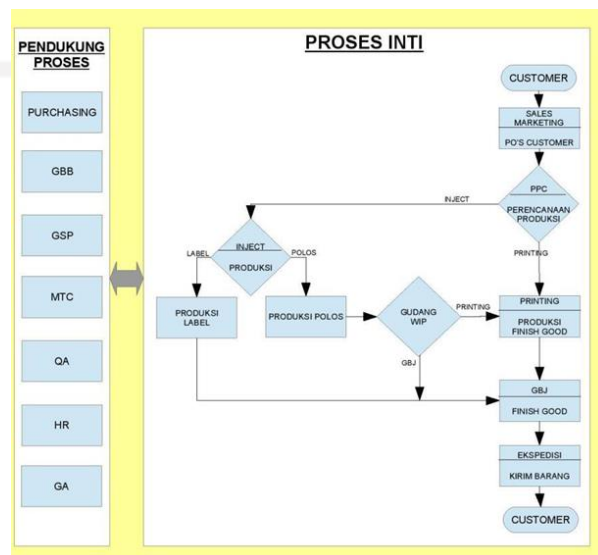 PENDUKUNG
PROSES
PURCHASING
GBB
GSP
MTC
QA
HR
GA
PROSES INTI
CUSTOMER
SALES
MARKETING
PO'S CUSTOMER
PPC
PERENCANAAN
PRODUKSI
INJECT
PRINTING
INJECT
PRODUKSI
LABEL
POLOS
PRODUKSI
LABEL
PRODUKSI POLOS
GUDANG
WIP
PRINTING
GBJ
PRINTING
PRODUKSI
FINISH GOOD
GBJ
FINISH GOOD
EKSPEDISI
KIRIM BARANG
CUSTOMER